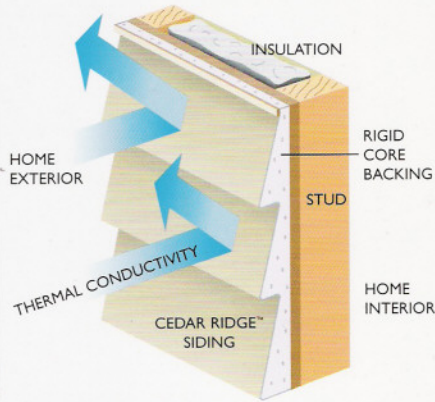 INSULATION
HOME
EXTERIOR
RIGID
CORE
BACKING
STUD
THERMAL CONDUCTIVITY
HOME
INTERIOR
CEDAR RIDGE™
SIDING